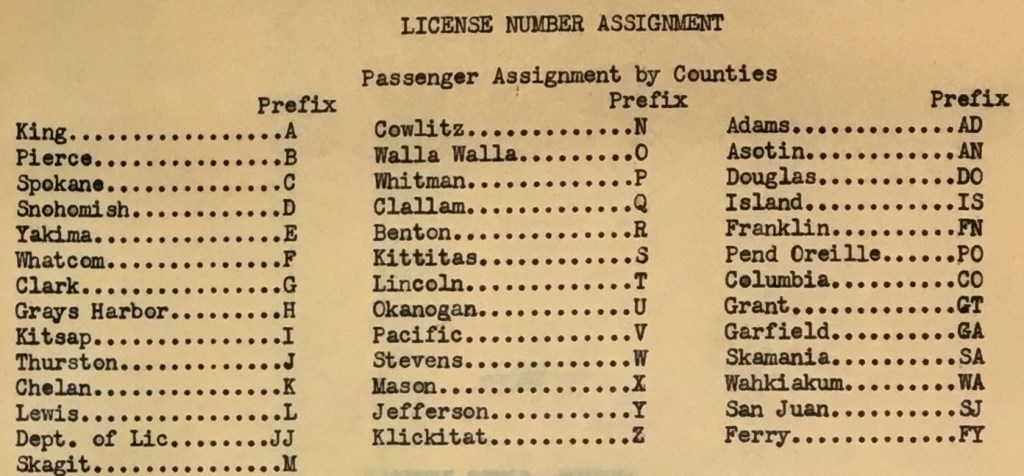 LICENSE NUMBER ASSIGNMENT
Passenger Assignment by Counties
Prefix
King.................A
Pierce...............B
Spokane..............C
Snohomish............D
Yakima...............E
Whatcom..............F
Clark................G
Grays Harbor.........H
Kitsap...............I
Thurston.............J
Chelan...............K
Lewis................L
Dept. of Lic........JJ
Skagit...............M
Prefix
Cowlitz.............N
Walla Walla.........O
Whitman.............P
Clallam.............Q
Benton..............R
Kittitas............S
Lincoln.............T
Okanogan............U
Pacific.............V
Stevens.............W
Mason...............X
Jefferson...........Y
Klickitat...........Z
Prefix
Adams.............AD
Asotin............AN
Douglas...........DO
Island............IS
Franklin..........FN
Pend Oreille......PO
Columbia..........CO
Grant.............GT
Garfield..........GA
Skamania..........SA
Wahkiakum.........WA
San Juan..........SJ
Ferry.............FY